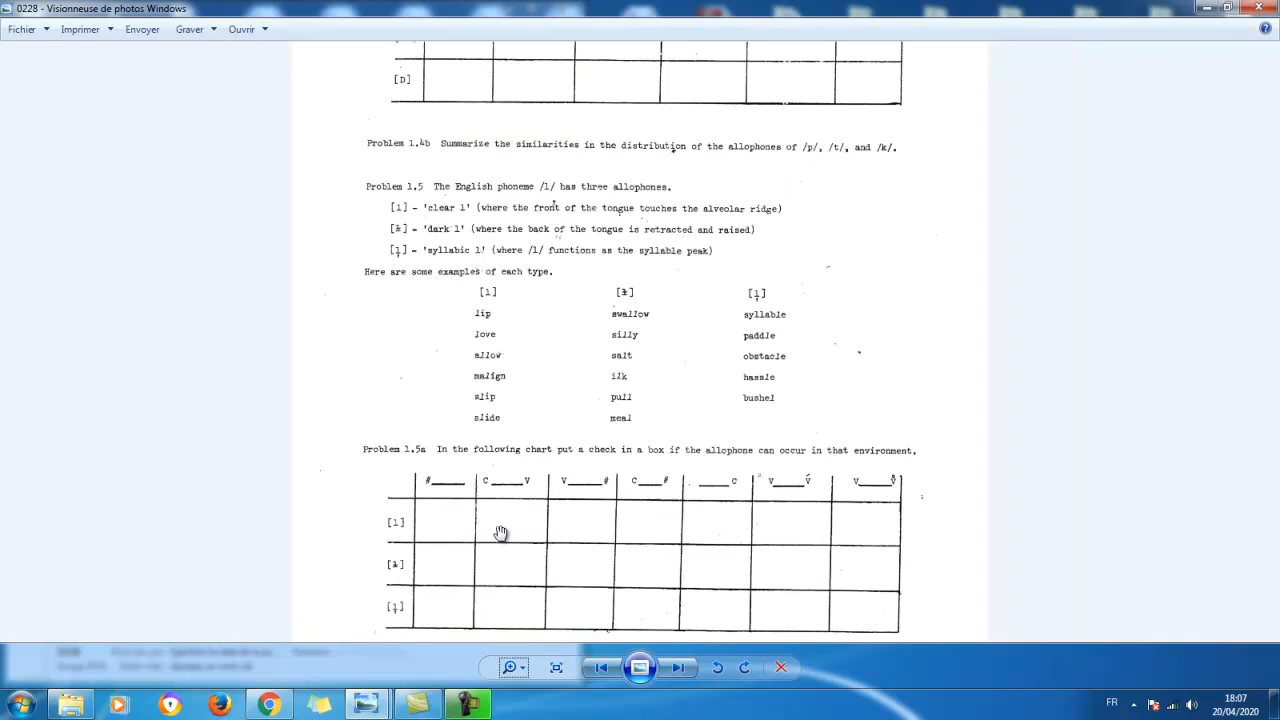 0228 - Visionneuse de photos Windows
Fichier Imprimer Envoyer Graver Ouvrir
[D]
Problem 1.4b Summarize the similarities in the distribution of the allophones of /p/, /t/, and /k/.
Problem 1.5 The English phoneme /l/ has three allophones.
[l] - 'clear l' (where the front of the tongue touches the alveolar ridge)
[ɫ] - 'dark l' (where the back of the tongue is retracted and raised)
[l̩] - 'syllabic l' (where /l/ functions as the syllable peak)
Here are some examples of each type.
[l] [ɫ] [l̩]
lip swallow syllable
love silly paddle
allow salt obstacle
malign ilk hassle
slip pull bushel
slide meal
Problem 1.5a In the following chart put a check in a box if the allophone can occur in that environment.
#____ C____V V____# C____# ____C V____V́ V____V̆
[l]
[ɫ]
[l̩]
FR 18:07
20/04/2020